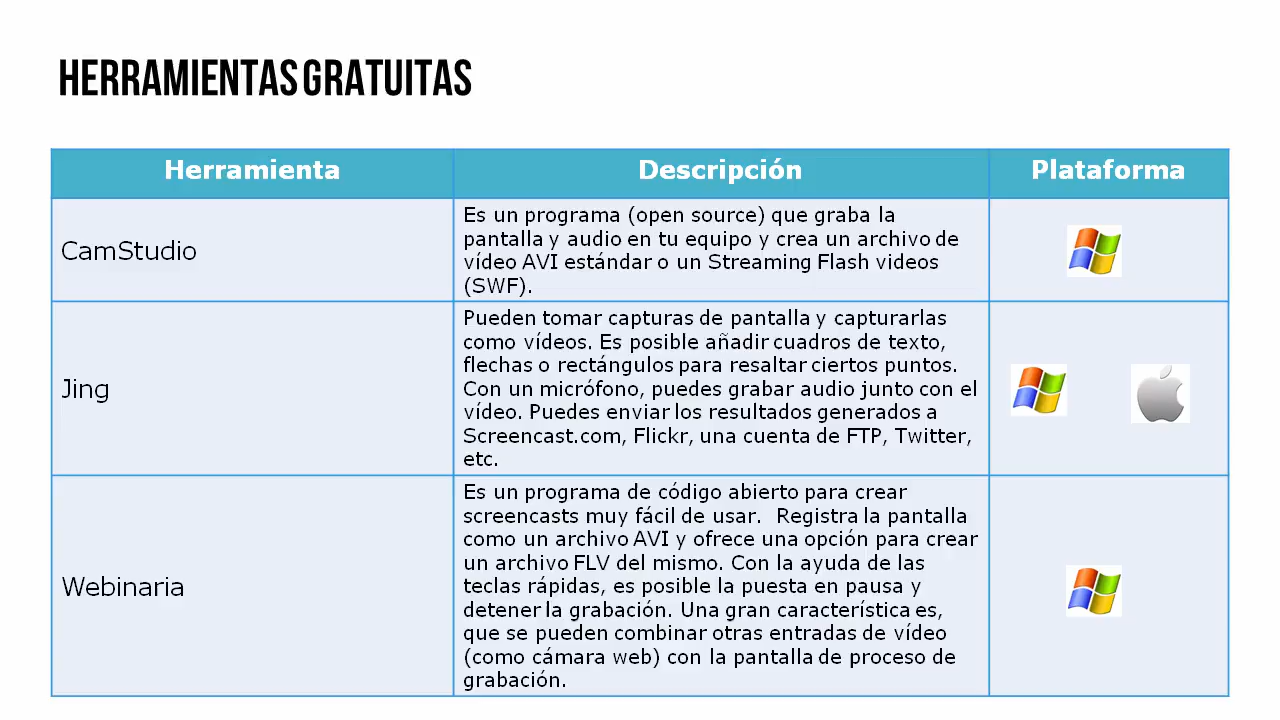 HERRAMIENTAS GRATUITAS
Herramienta
Descripción
Plataforma
CamStudio
Es un programa (open source) que graba la
pantalla y audio en tu equipo y crea un archivo de
vídeo AVI estándar o un Streaming Flash videos
(SWF).
Jing
Pueden tomar capturas de pantalla y capturarlas
como vídeos. Es posible añadir cuadros de texto,
flechas o rectángulos para resaltar ciertos puntos.
Con un micrófono, puedes grabar audio junto con el
vídeo. Puedes enviar los resultados generados a
Screencast.com, Flickr, una cuenta de FTP, Twitter,
etc.
Webinaria
Es un programa de código abierto para crear
screencasts muy fácil de usar.  Registra la pantalla
como un archivo AVI y ofrece una opción para crear
un archivo FLV del mismo. Con la ayuda de las
teclas rápidas, es posible la puesta en pausa y
detener la grabación. Una gran característica es,
que se pueden combinar otras entradas de vídeo
(como cámara web) con la pantalla de proceso de
grabación.